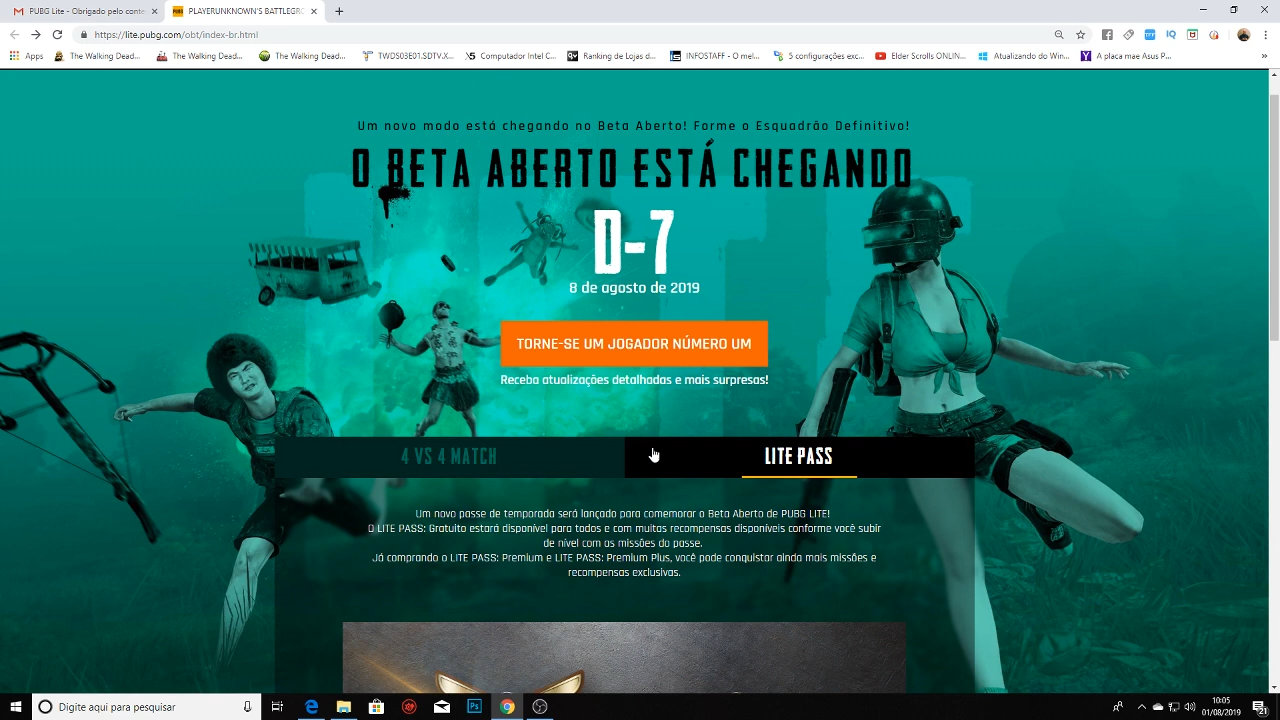 PUBG Lite - Obrigado pelo conte
PLAYERUNKNOWN'S BATTLEGRO
https://lite.pubg.com/obt/index-br.html
Apps
The Walking Dead...
The Walking Dead...
The Walking Dead...
TWDS03E01.SDTV.X...
Computador Intel C...
Ranking de Lojas d...
INFOSTAFF - O mel...
5 configurações exc...
Elder Scrolls ONLIN...
Atualizando do Win...
A placa mae Asus P...
Um novo modo está chegando no Beta Aberto! Forme o Esquadrão Definitivo!
O BETA ABERTO ESTÁ CHEGANDO
D-7
8 de agosto de 2019
TORNE-SE UM JOGADOR NÚMERO UM
Receba atualizações detalhadas e mais surpresas!
4 VS 4 MATCH
LITE PASS
Um novo passe de temporada será lançado para comemorar o Beta Aberto de PUBG LITE!
O LITE PASS: Gratuito estará disponível para todos e com muitas recompensas disponíveis conforme você subir
de nível com as missões do passe.
Já comprando o LITE PASS: Premium e LITE PASS: Premium Plus, você pode conquistar ainda mais missões e
recompensas exclusivas.
Digite aqui para pesquisar
10:05
01/08/2019